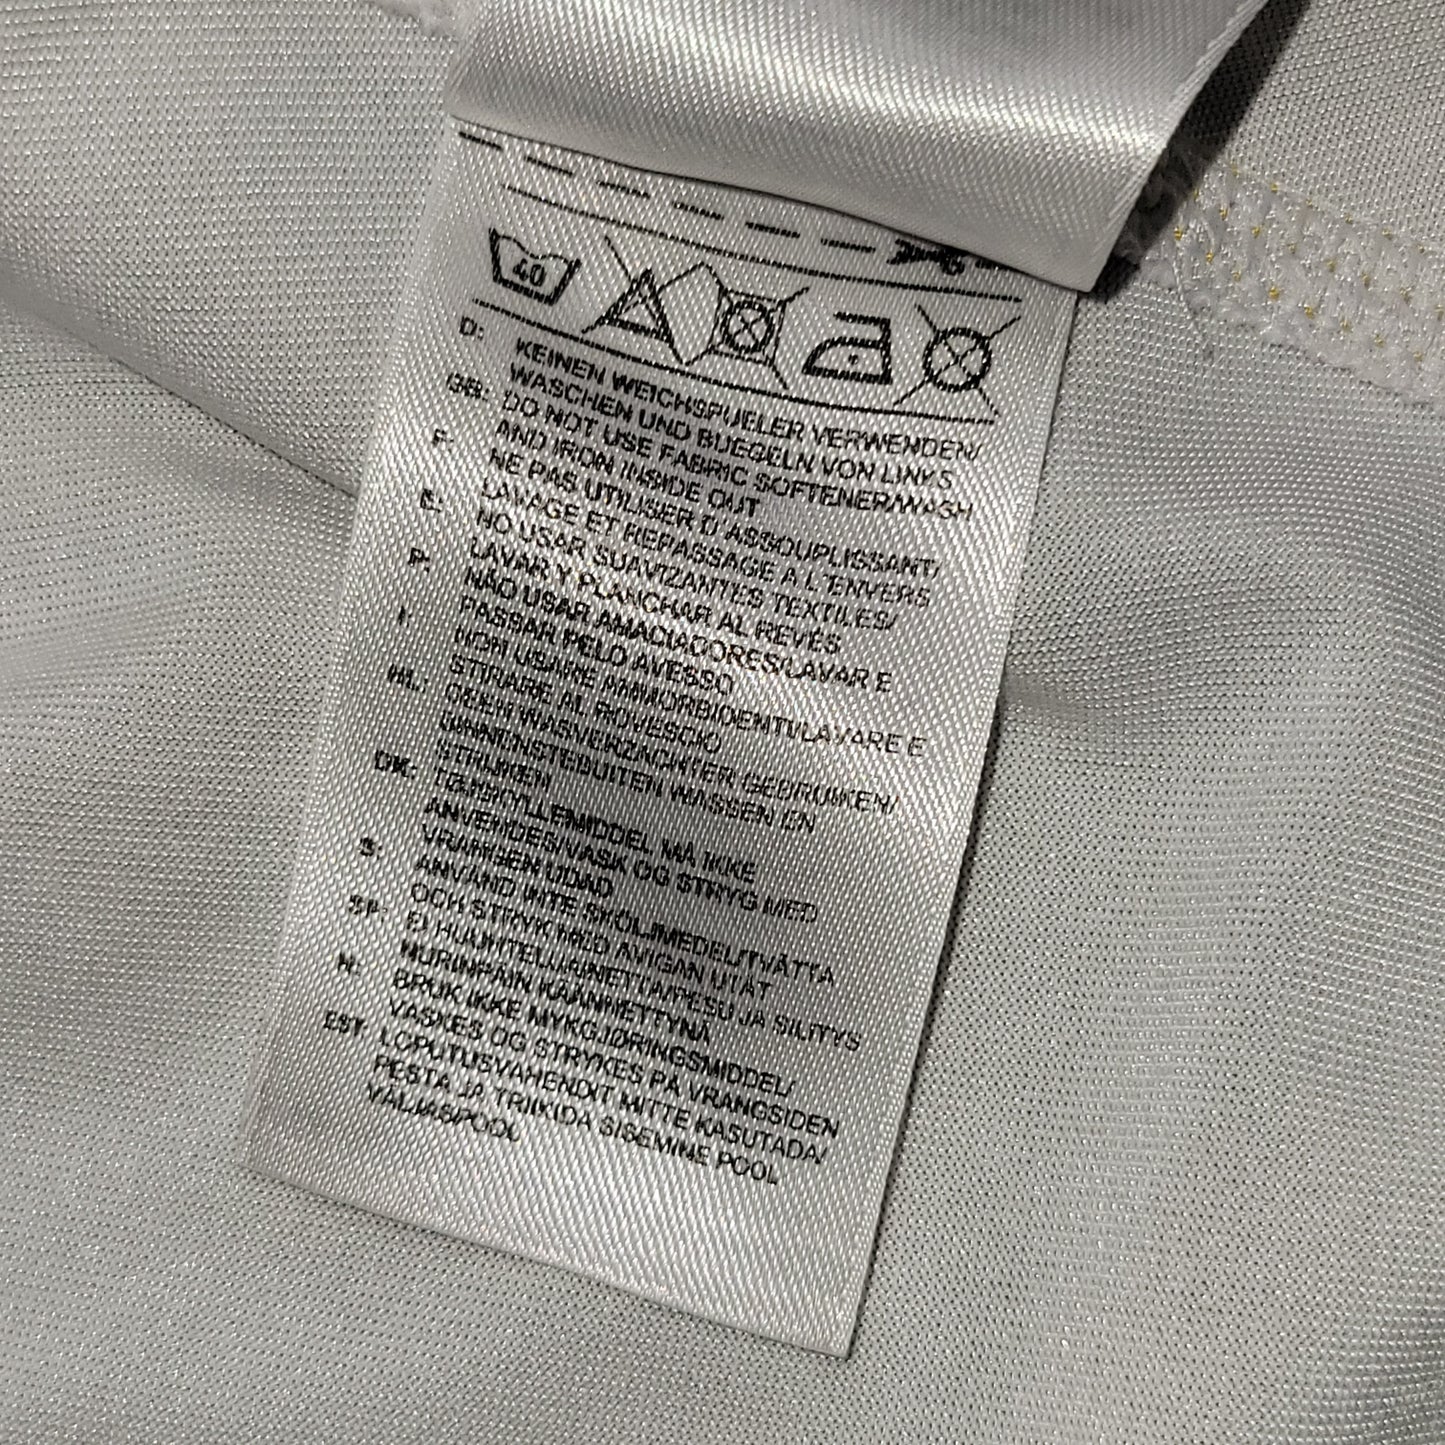 40
D: KEINEN WEICHSPUELER VERWENDEN/
WASCHEN UND BUEGELN VON LINKS
GB: DO NOT USE FABRIC SOFTENER/WASH
AND IRON INSIDE OUT
F: NE PAS UTILISER D'ASSOUPLISSANT/
LAVAGE ET REPASSAGE A L'ENVERS
E: NO USAR SUAVIZANTES TEXTILES/
LAVAR Y PLANCHAR AL REVÉS
P: NÃO USAR AMACIADORES/LAVAR E
PASSAR PELO AVESSO
I: NON USARE AMMORBIDENTI/LAVARE E
STIRARE AL ROVESCIO
NL: GEEN WASVERZACHTER GEBRUIKEN/
BINNENSTEBUITEN WASSEN EN
STRIJKEN
DK: TØJSKYLLEMIDDEL MÅ IKKE
ANVENDES/VASK OG STRYG MED
VRANGEN UDAD
S: ANVÄND INTE SKÖLJMEDEL/TVÄTTA
OCH STRYK MED AVIGAN UTÅT
SF: EI HUUHTELUAINETTA/PESU JA SILITYS
NURINPÄIN KÄÄNNETTYNÄ
N: BRUK IKKE MYKGJØRINGSMIDDEL/
VASKES OG STRYKES PÅ VRANGSIDEN
EST: LOPUTUSVAHENDIT MITTE KASUTADA/
PESTA JA TRIIKIDA SISEMINE POOL
VÄLJASPOOL